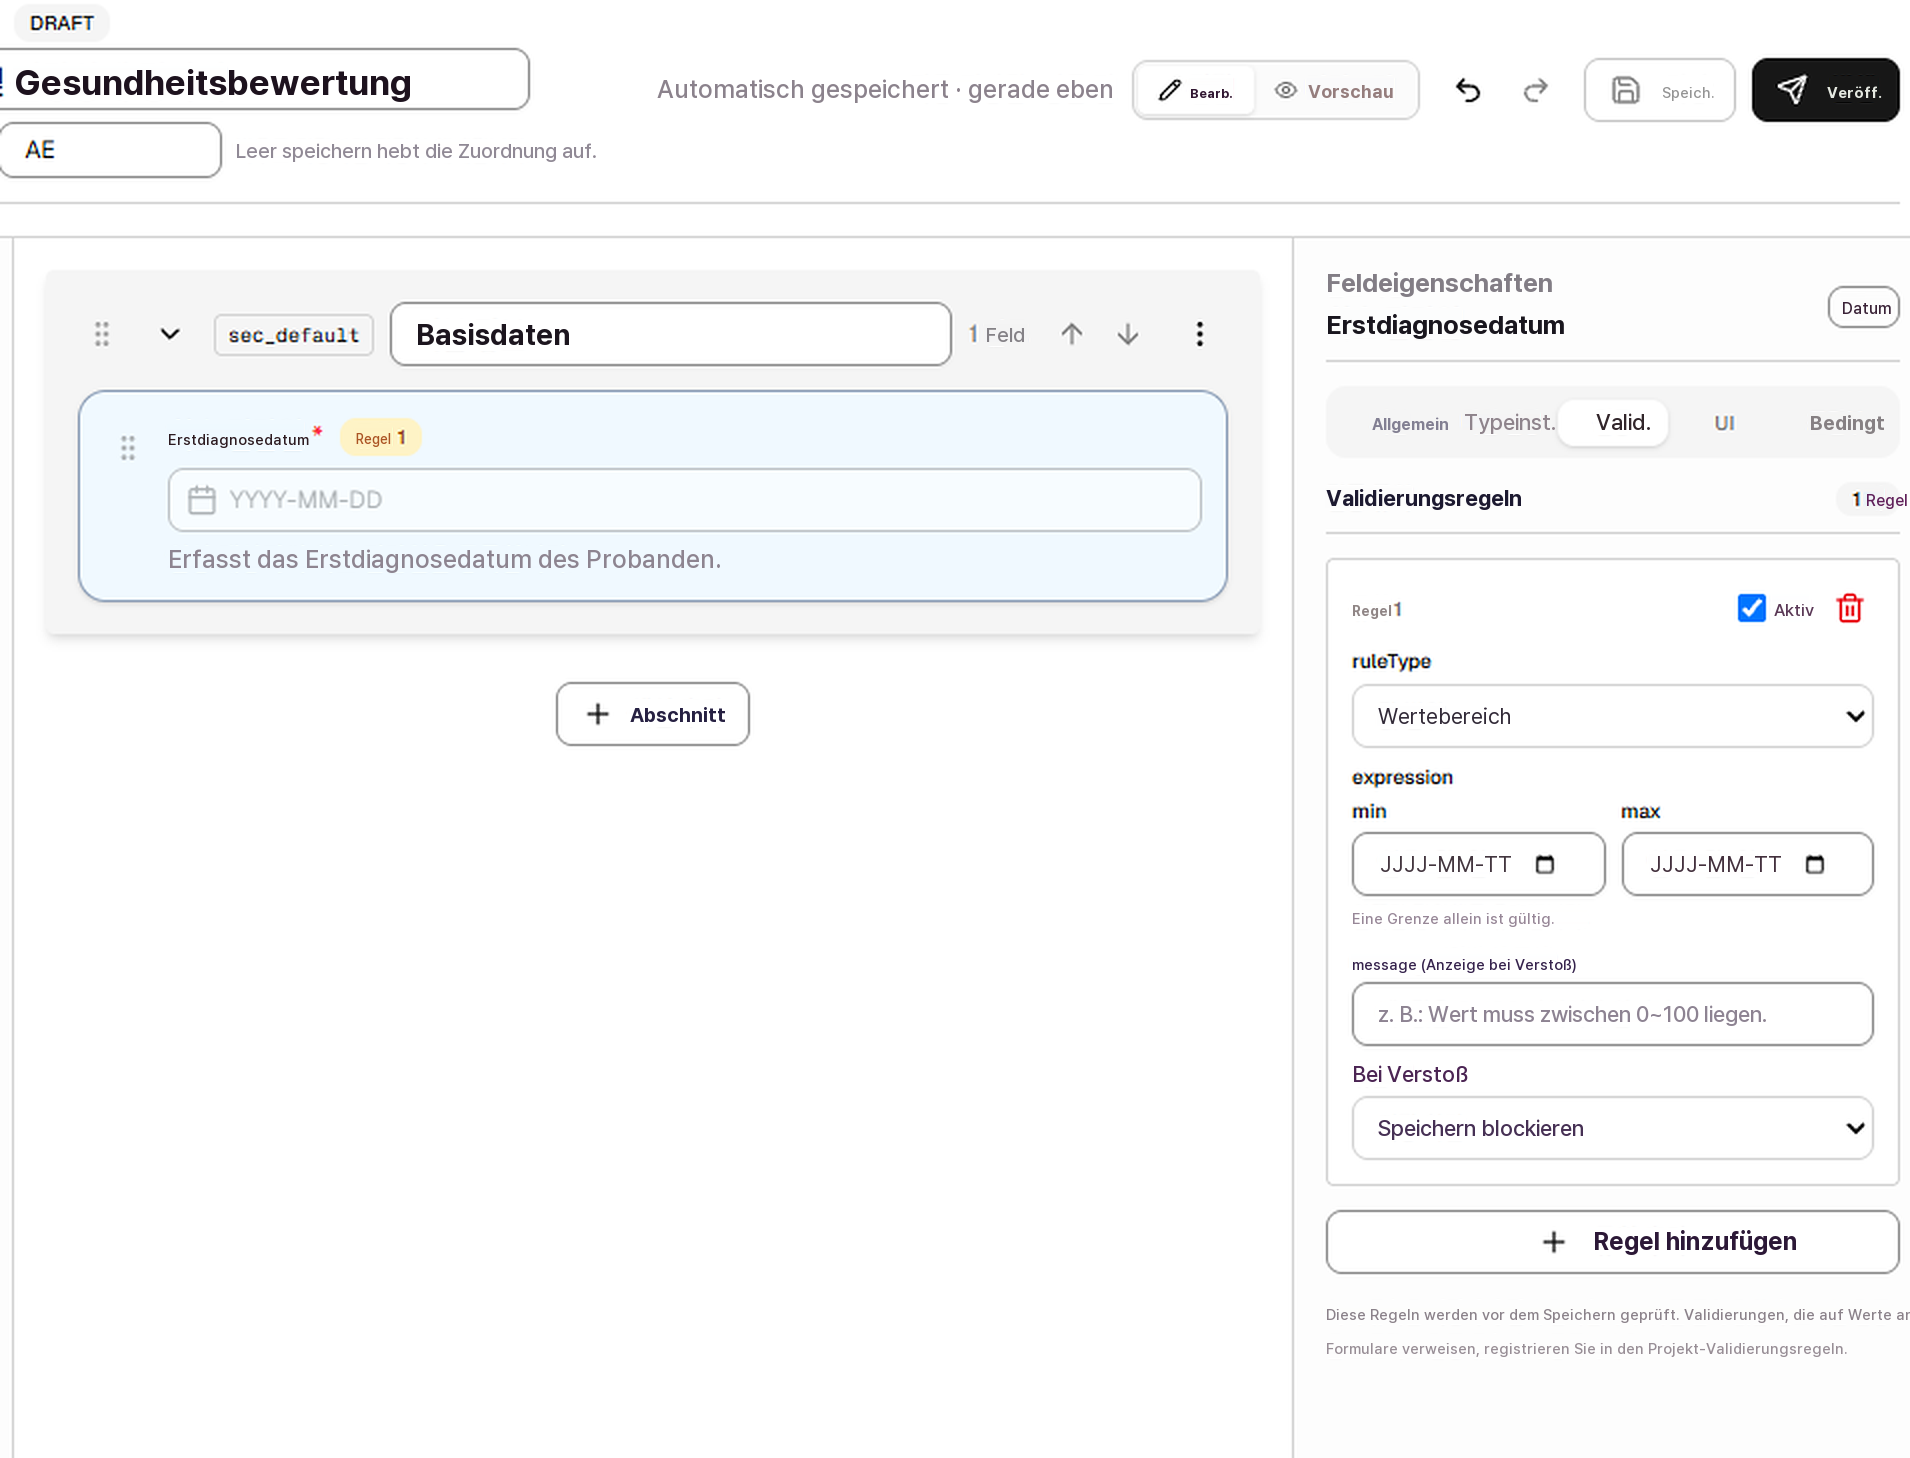 DRAFT
Gesundheitsbewertung
Automatisch gespeichert · gerade eben
Bearb.
Vorschau
Speich.
Veröff.
AE
Leer speichern hebt die Zuordnung auf.
sec_default
Basisdaten
1 Feld
Erstdiagnosedatum*
Regel 1
YYYY-MM-DD
Erfasst das Erstdiagnosedatum des Probanden.
Abschnitt
Feldeigenschaften
Erstdiagnosedatum
Datum
Allgemein
Typeinst.
Valid.
UI
Bedingt
Validierungsregeln
1 Regel
Regel1
Aktiv
ruleType
Wertebereich
expression
min
max
JJJJ-MM-TT
JJJJ-MM-TT
Eine Grenze allein ist gültig.
message (Anzeige bei Verstoß)
z. B.: Wert muss zwischen 0~100 liegen.
Bei Verstoß
Speichern blockieren
Regel hinzufügen
Diese Regeln werden vor dem Speichern geprüft. Validierungen, die auf Werte
Formulare verweisen, registrieren Sie in den Projekt-Validierungsregeln.